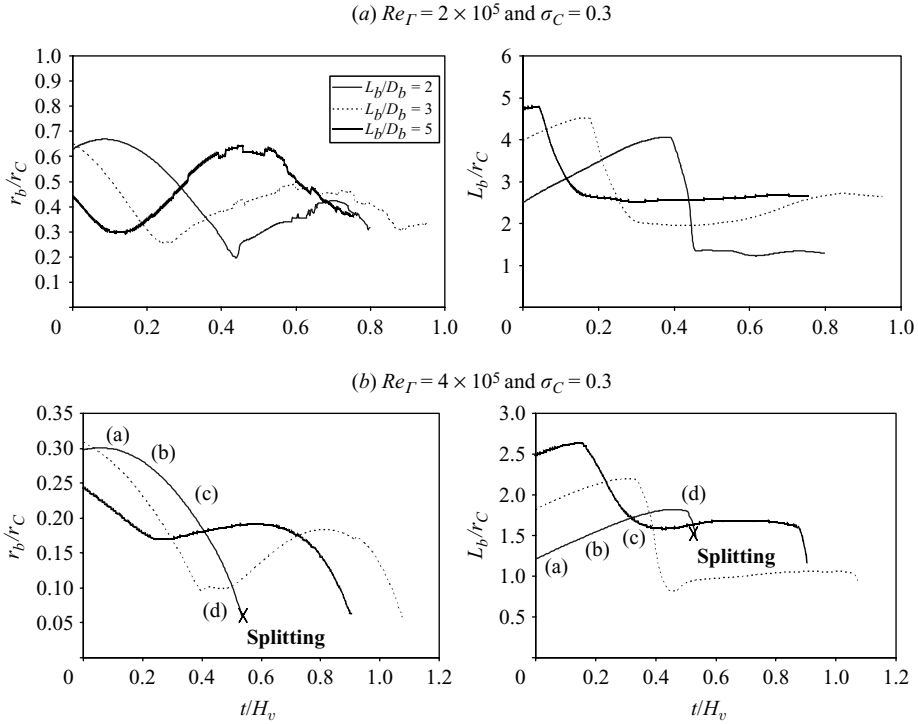 (a) Re_Γ = 2 × 10⁵ and σ_C = 0.3
r_b/r_C
1.0
0.9
0.8
0.7
0.6
0.5
0.4
0.3
0.2
0.1
0 0.2 0.4 0.6 0.8 1.0
L_b/D_b = 2
L_b/D_b = 3
L_b/D_b = 5
L_b/r_C
6
5
4
3
2
1
0 0.2 0.4 0.6 0.8 1.0
(b) Re_Γ = 4 × 10⁵ and σ_C = 0.3
r_b/r_C
0.35
0.30
0.25
0.20
0.15
0.10
0.05
0 0.2 0.4 0.6 0.8 1.0 1.2
(a)
(b)
(c)
(d)
Splitting
t/H_v
L_b/r_C
3.0
2.5
2.0
1.5
1.0
0.5
0 0.2 0.4 0.6 0.8 1.0 1.2
(a)
(b)
(c)
(d)
Splitting
t/H_v